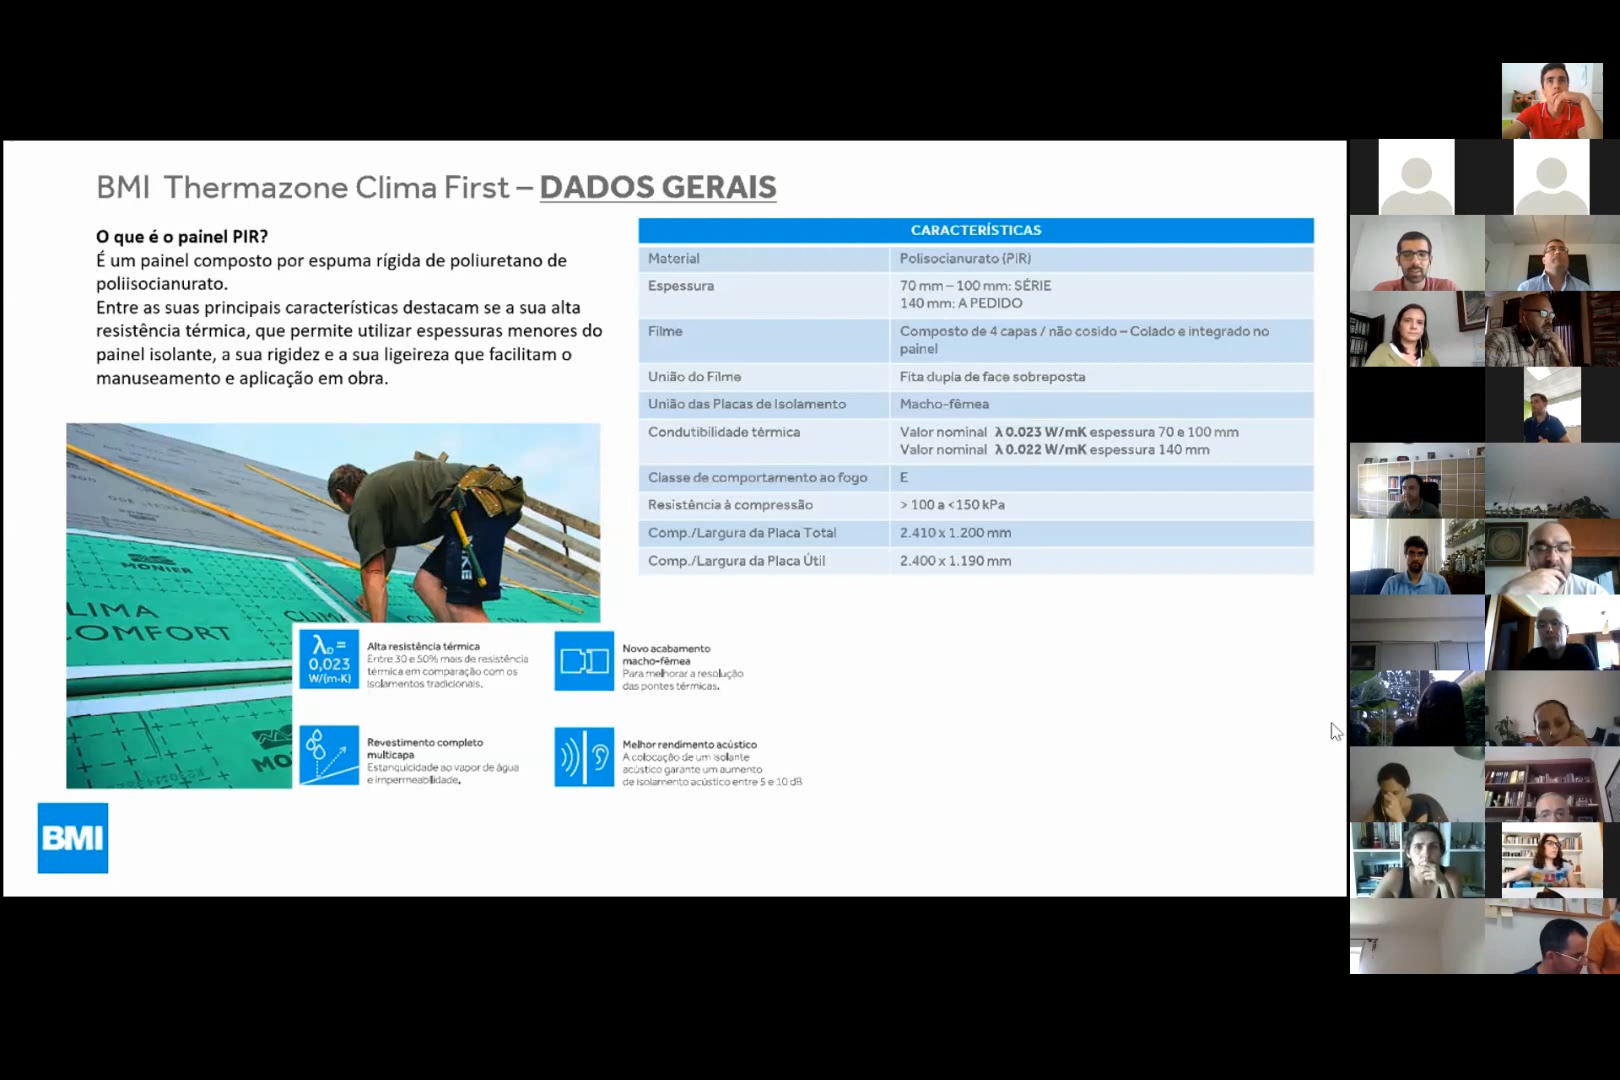 BMI Thermazone Clima First – DADOS GERAIS
O que é o painel PIR?
É um painel composto por espuma rígida de poliuretano de
poliisocianurato.
Entre as suas principais características destacam se a sua alta
resistência térmica, que permite utilizar espessuras menores do
painel isolante, a sua rigidez e a sua ligeireza que facilitam o
manuseamento e aplicação em obra.
CARACTERÍSTICAS
Material Polisocianurato (PIR)
Espessura 70 mm – 100 mm: SÉRIE
140 mm: A PEDIDO
Filme Composto de 4 capas / não cosido – Colado e integrado no
painel
União do Filme Fita dupla de face sobreposta
União das Placas de Isolamento Macho-fêmea
Condutibilidade térmica Valor nominal λ 0.023 W/mK espessura 70 e 100 mm
Valor nominal λ 0.022 W/mK espessura 140 mm
Classe de comportamento ao fogo E
Resistência à compressão > 100 a <150 kPa
Comp./Largura da Placa Total 2.410 x 1.200 mm
Comp./Largura da Placa Útil 2.400 x 1.190 mm
MONIER
CLIMA
LIMA
OMFORT
MO
λD =
0,023
W/(m·K)
Alta resistência térmica
Entre 30 e 50% mais de resistência
térmica em comparação com os
isolamentos tradicionais.
Novo acabamento
macho-fêmea
Para melhorar a resolução
das pontes térmicas.
Revestimento completo
multicapa
Estanquicidade ao vapor de água
e impermeabilidade.
Melhor rendimento acústico
A colocação de um isolante
acústico garante um aumento
de isolamento acústico entre 5 e 10 dB
BMI